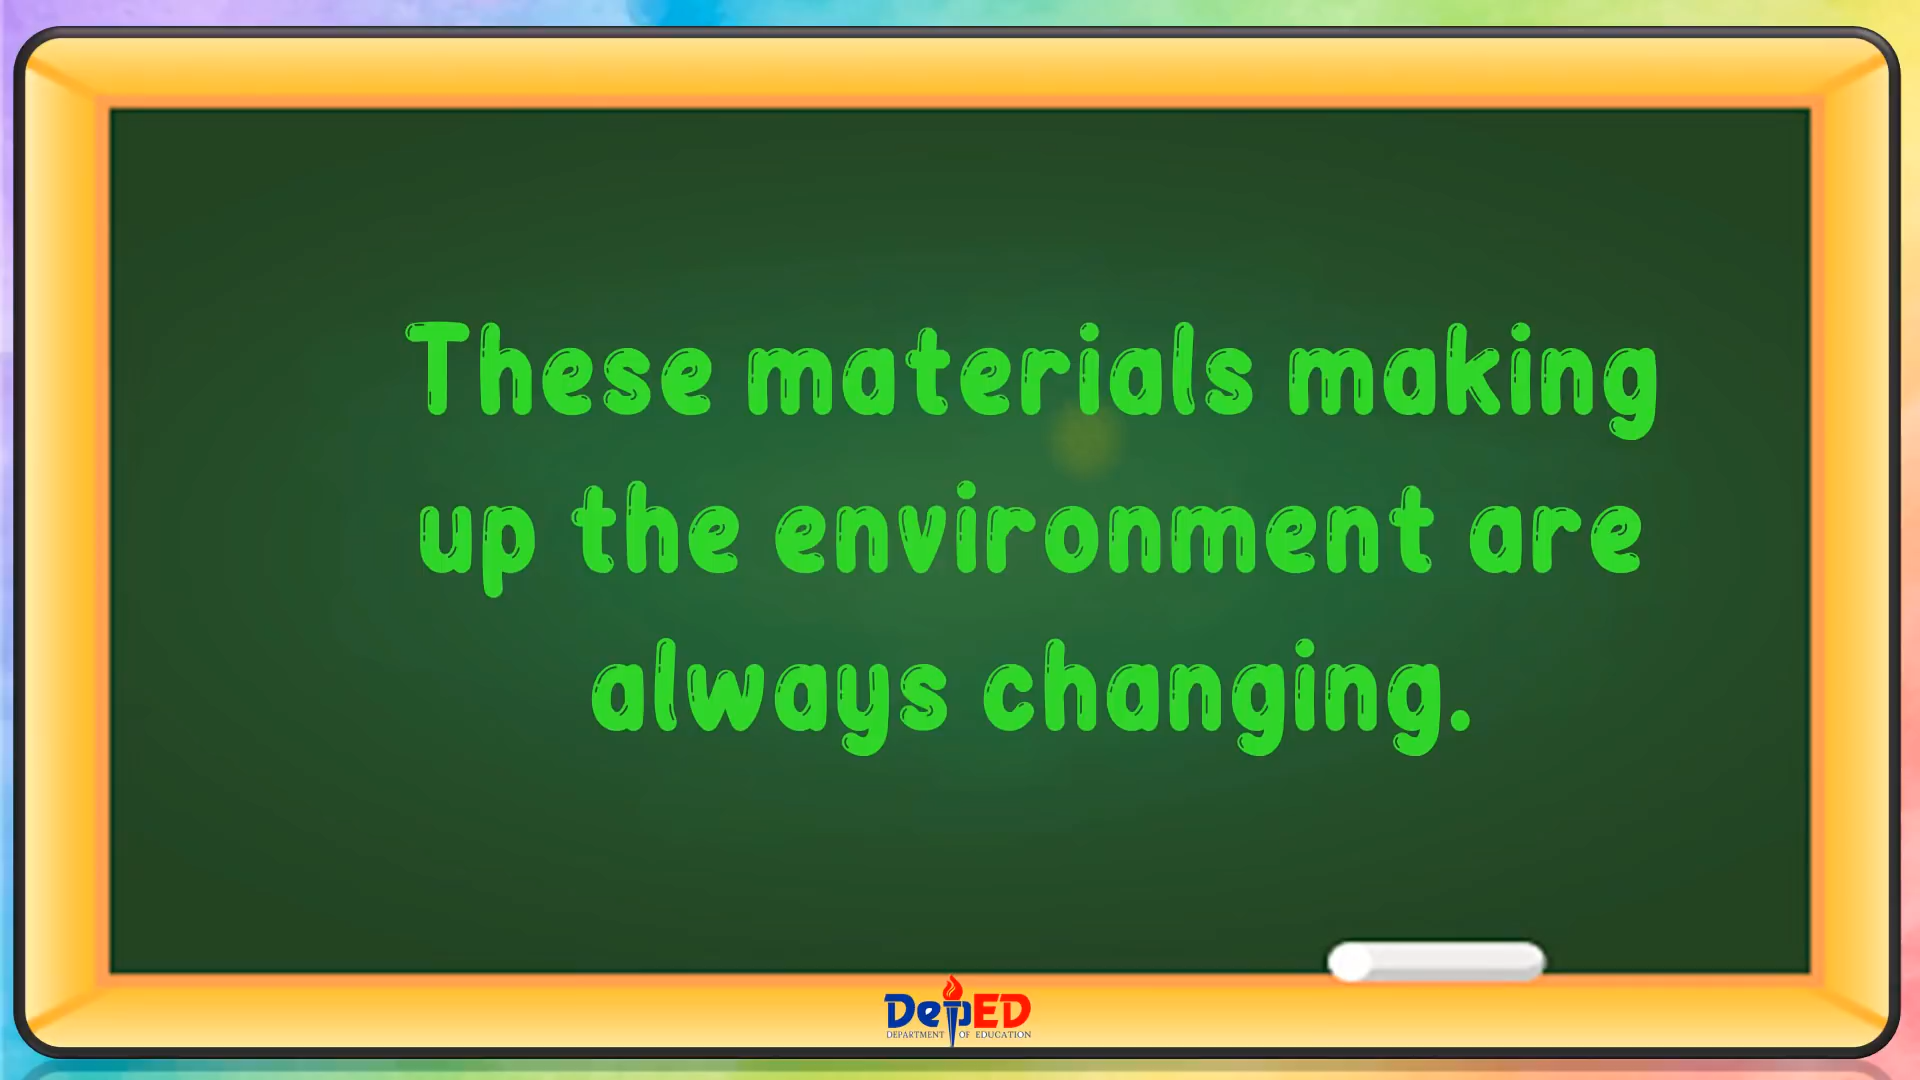 These materials making
up the environment are
always changing.
DepED
DEPARTMENT OF EDUCATION